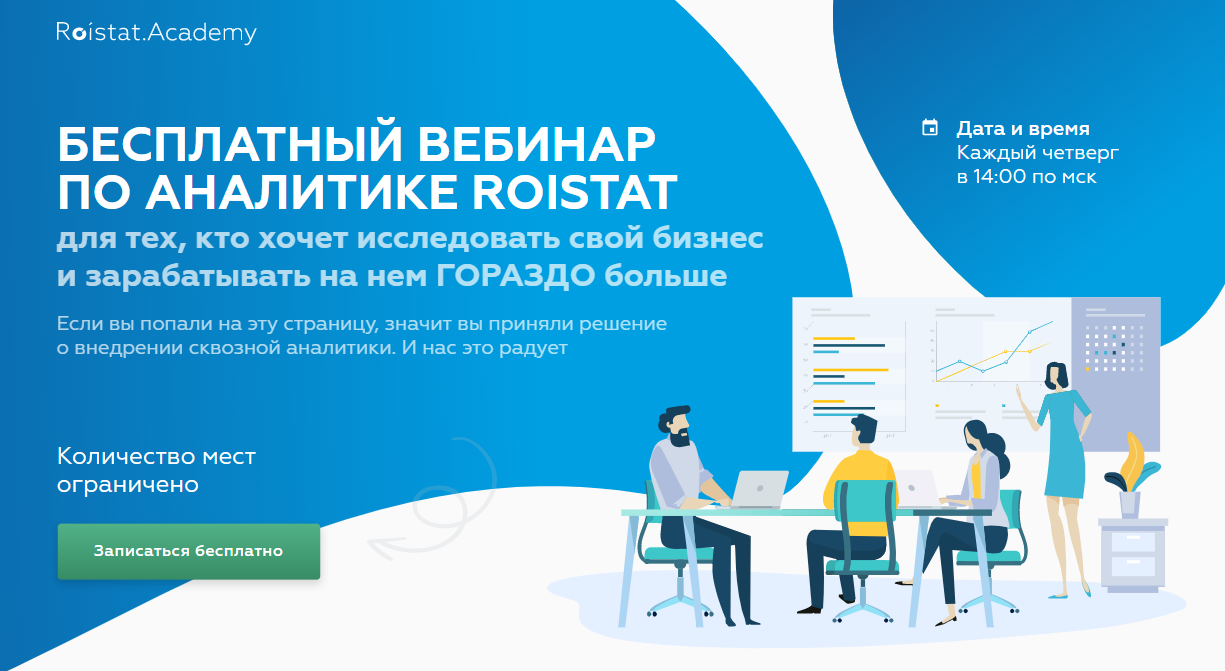 Roistat.Academy
БЕСПЛАТНЫЙ ВЕБИНАР
ПО АНАЛИТИКЕ ROISTAT
для тех, кто хочет исследовать свой бизнес
и зарабатывать на нем ГОРАЗДО больше
Если вы попали на эту страницу, значит вы приняли решение
о внедрении сквозной аналитики. И нас это радует
Дата и время
Каждый четверг
в 14:00 по мск
Количество мест
ограничено
Записаться бесплатно